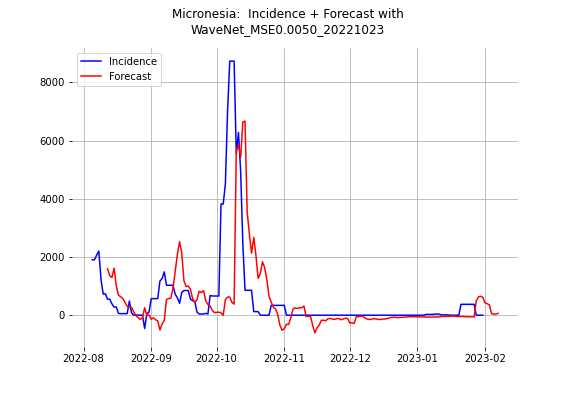 Micronesia:  Incidence + Forecast with
WaveNet_MSE0.0050_20221023
Incidence
Forecast
8000
6000
4000
2000
0
2022-08 2022-09 2022-10 2022-11 2022-12 2023-01 2023-02